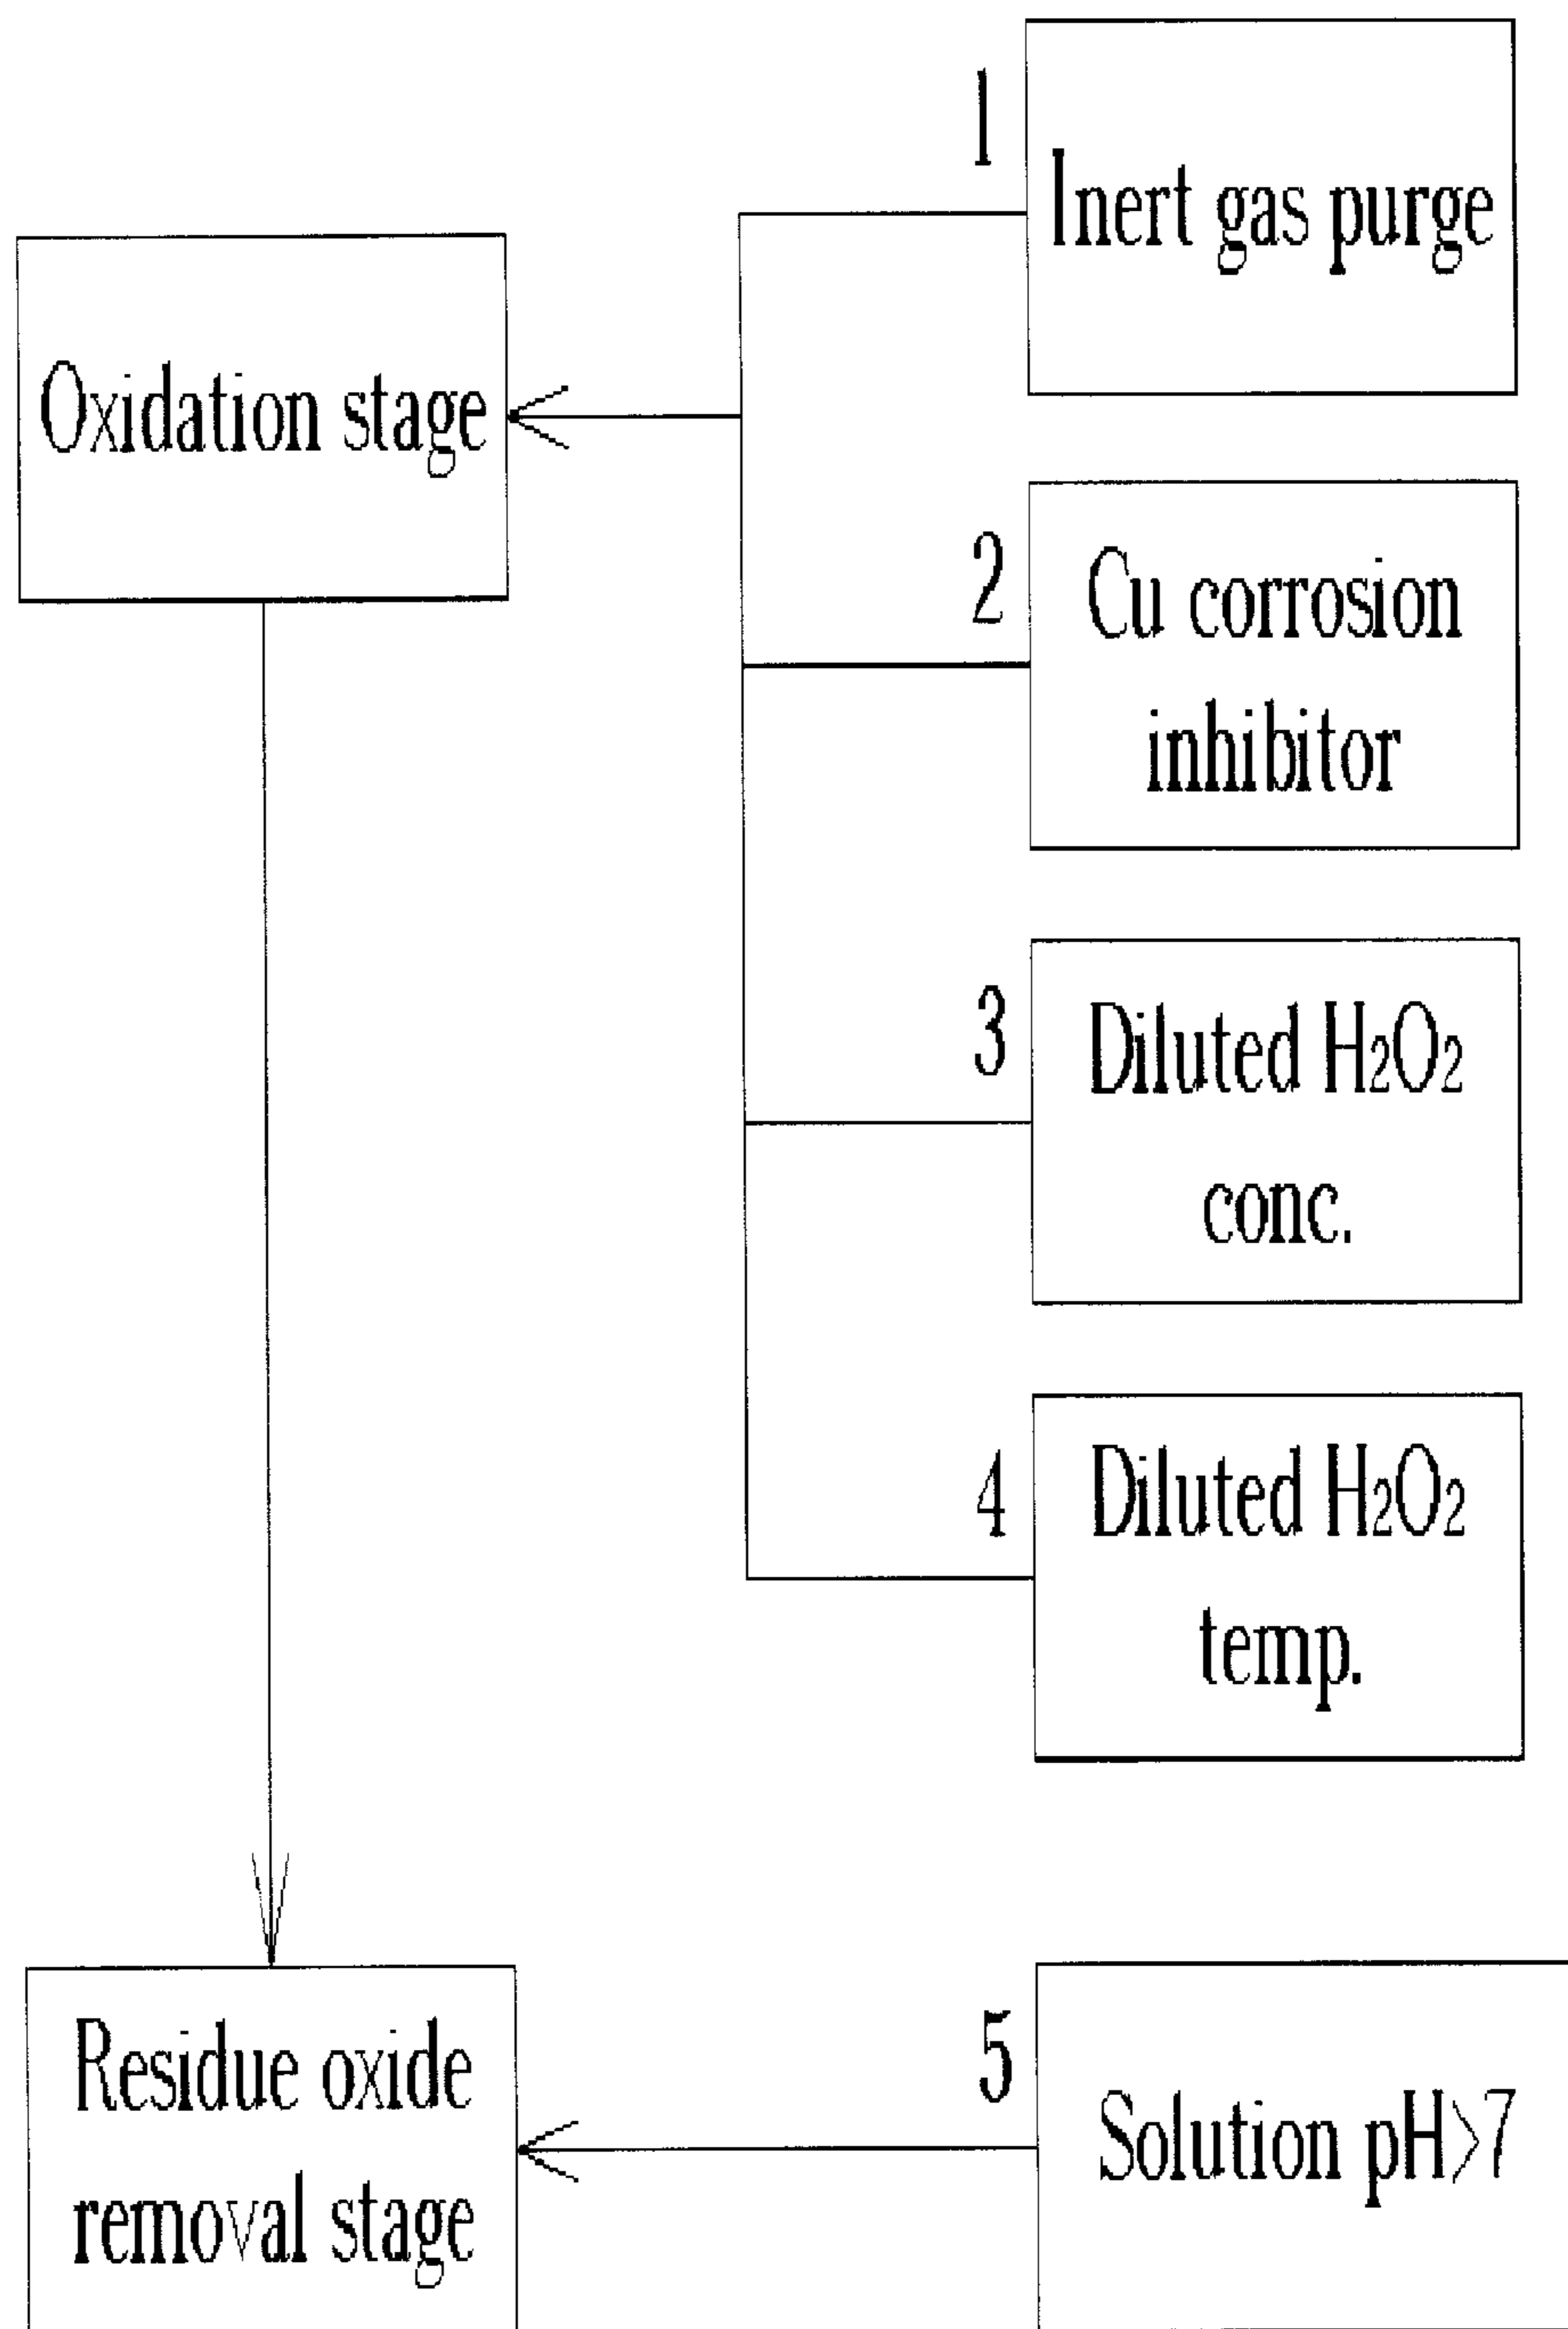 1
Inert gas purge
Oxidation stage
2
Cu corrosion
inhibitor
3
Diluted H₂O₂
conc.
4
Diluted H₂O₂
temp.
Residue oxide
removal stage
5
Solution pH>7